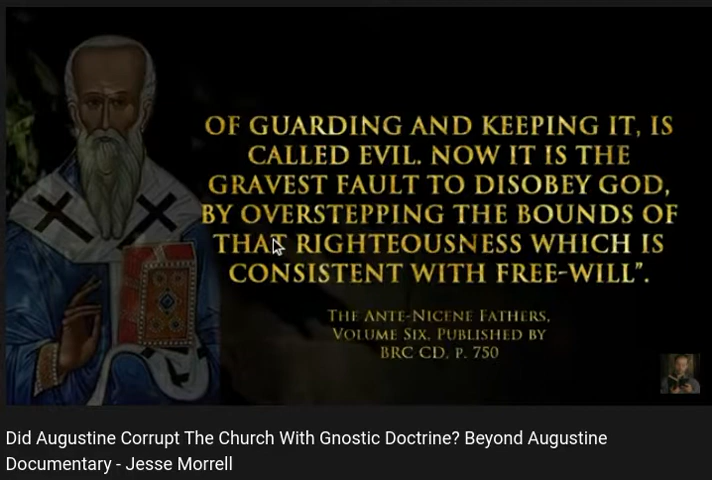 OF GUARDING AND KEEPING IT, IS
CALLED EVIL. NOW IT IS THE
GRAVEST FAULT TO DISOBEY GOD,
BY OVERSTEPPING THE BOUNDS OF
THAT RIGHTEOUSNESS WHICH IS
CONSISTENT WITH FREE-WILL”.
THE ANTE-NICENE FATHERS,
VOLUME SIX, PUBLISHED BY
BRC CD, P. 750
Did Augustine Corrupt The Church With Gnostic Doctrine? Beyond Augustine
Documentary - Jesse Morrell